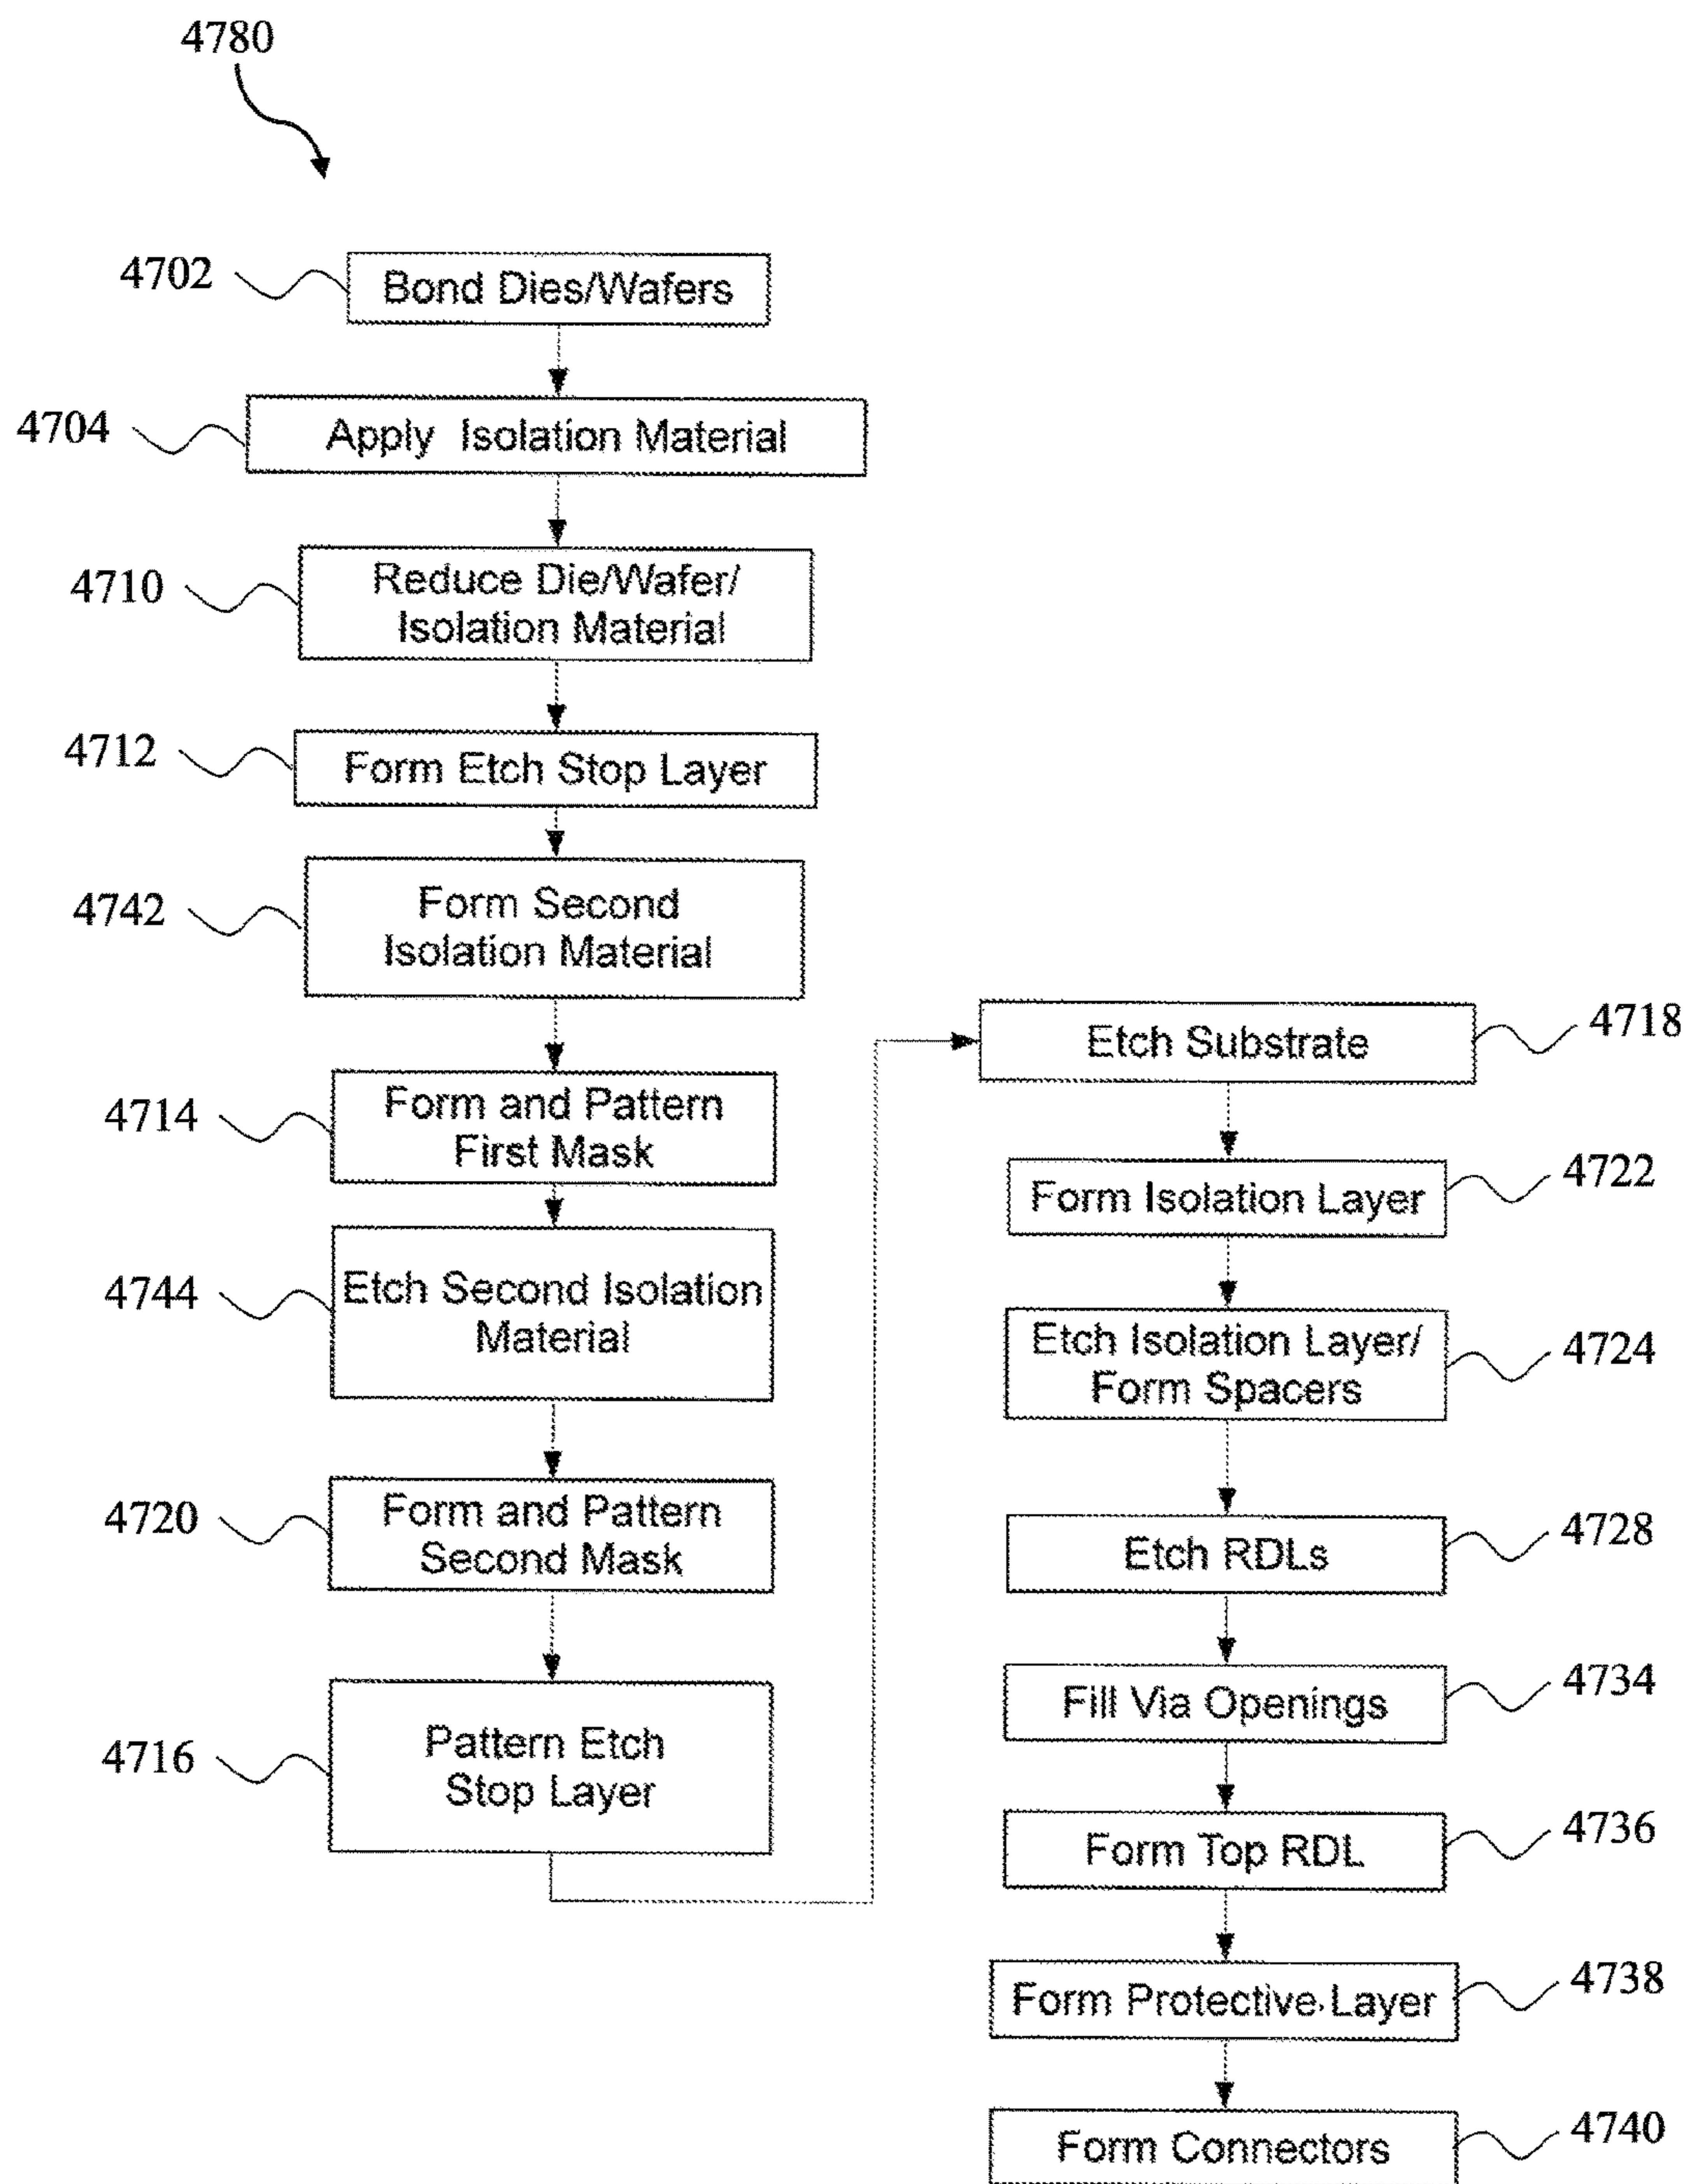 4780
4702
Bond Dies/Wafers
4704
Apply Isolation Material
4710
Reduce Die/Wafer/
Isolation Material
4712
Form Etch Stop Layer
4742
Form Second
Isolation Material
4714
Form and Pattern
First Mask
4744
Etch Second Isolation
Material
4720
Form and Pattern
Second Mask
4716
Pattern Etch
Stop Layer
Etch Substrate
4718
Form Isolation Layer
4722
Etch Isolation Layer/
Form Spacers
4724
Etch RDLs
4728
Fill Via Openings
4734
Form Top RDL
4736
Form Protective Layer
4738
Form Connectors
4740